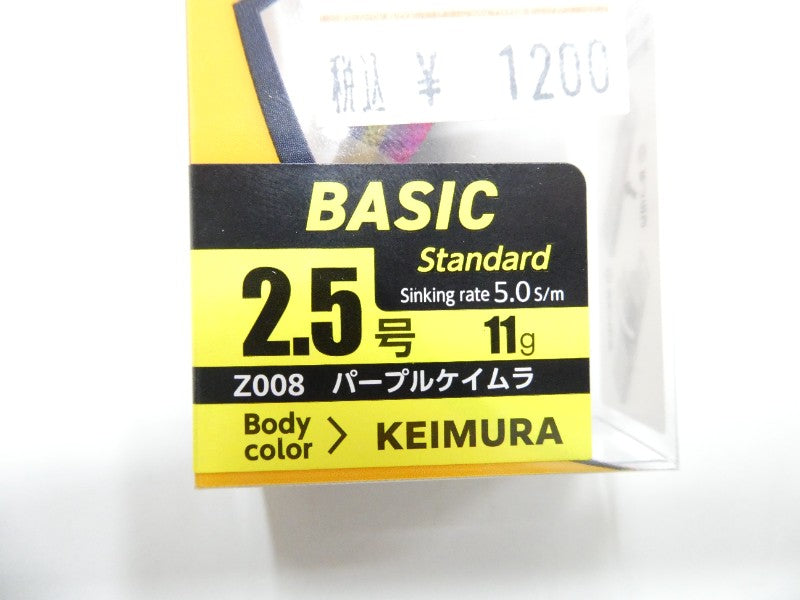 税込 ¥ 1200
BASIC
Standard
Sinking rate 5.0 S/m
2.5号 11g
Z008 パープルケイムラ
Body color > KEIMURA